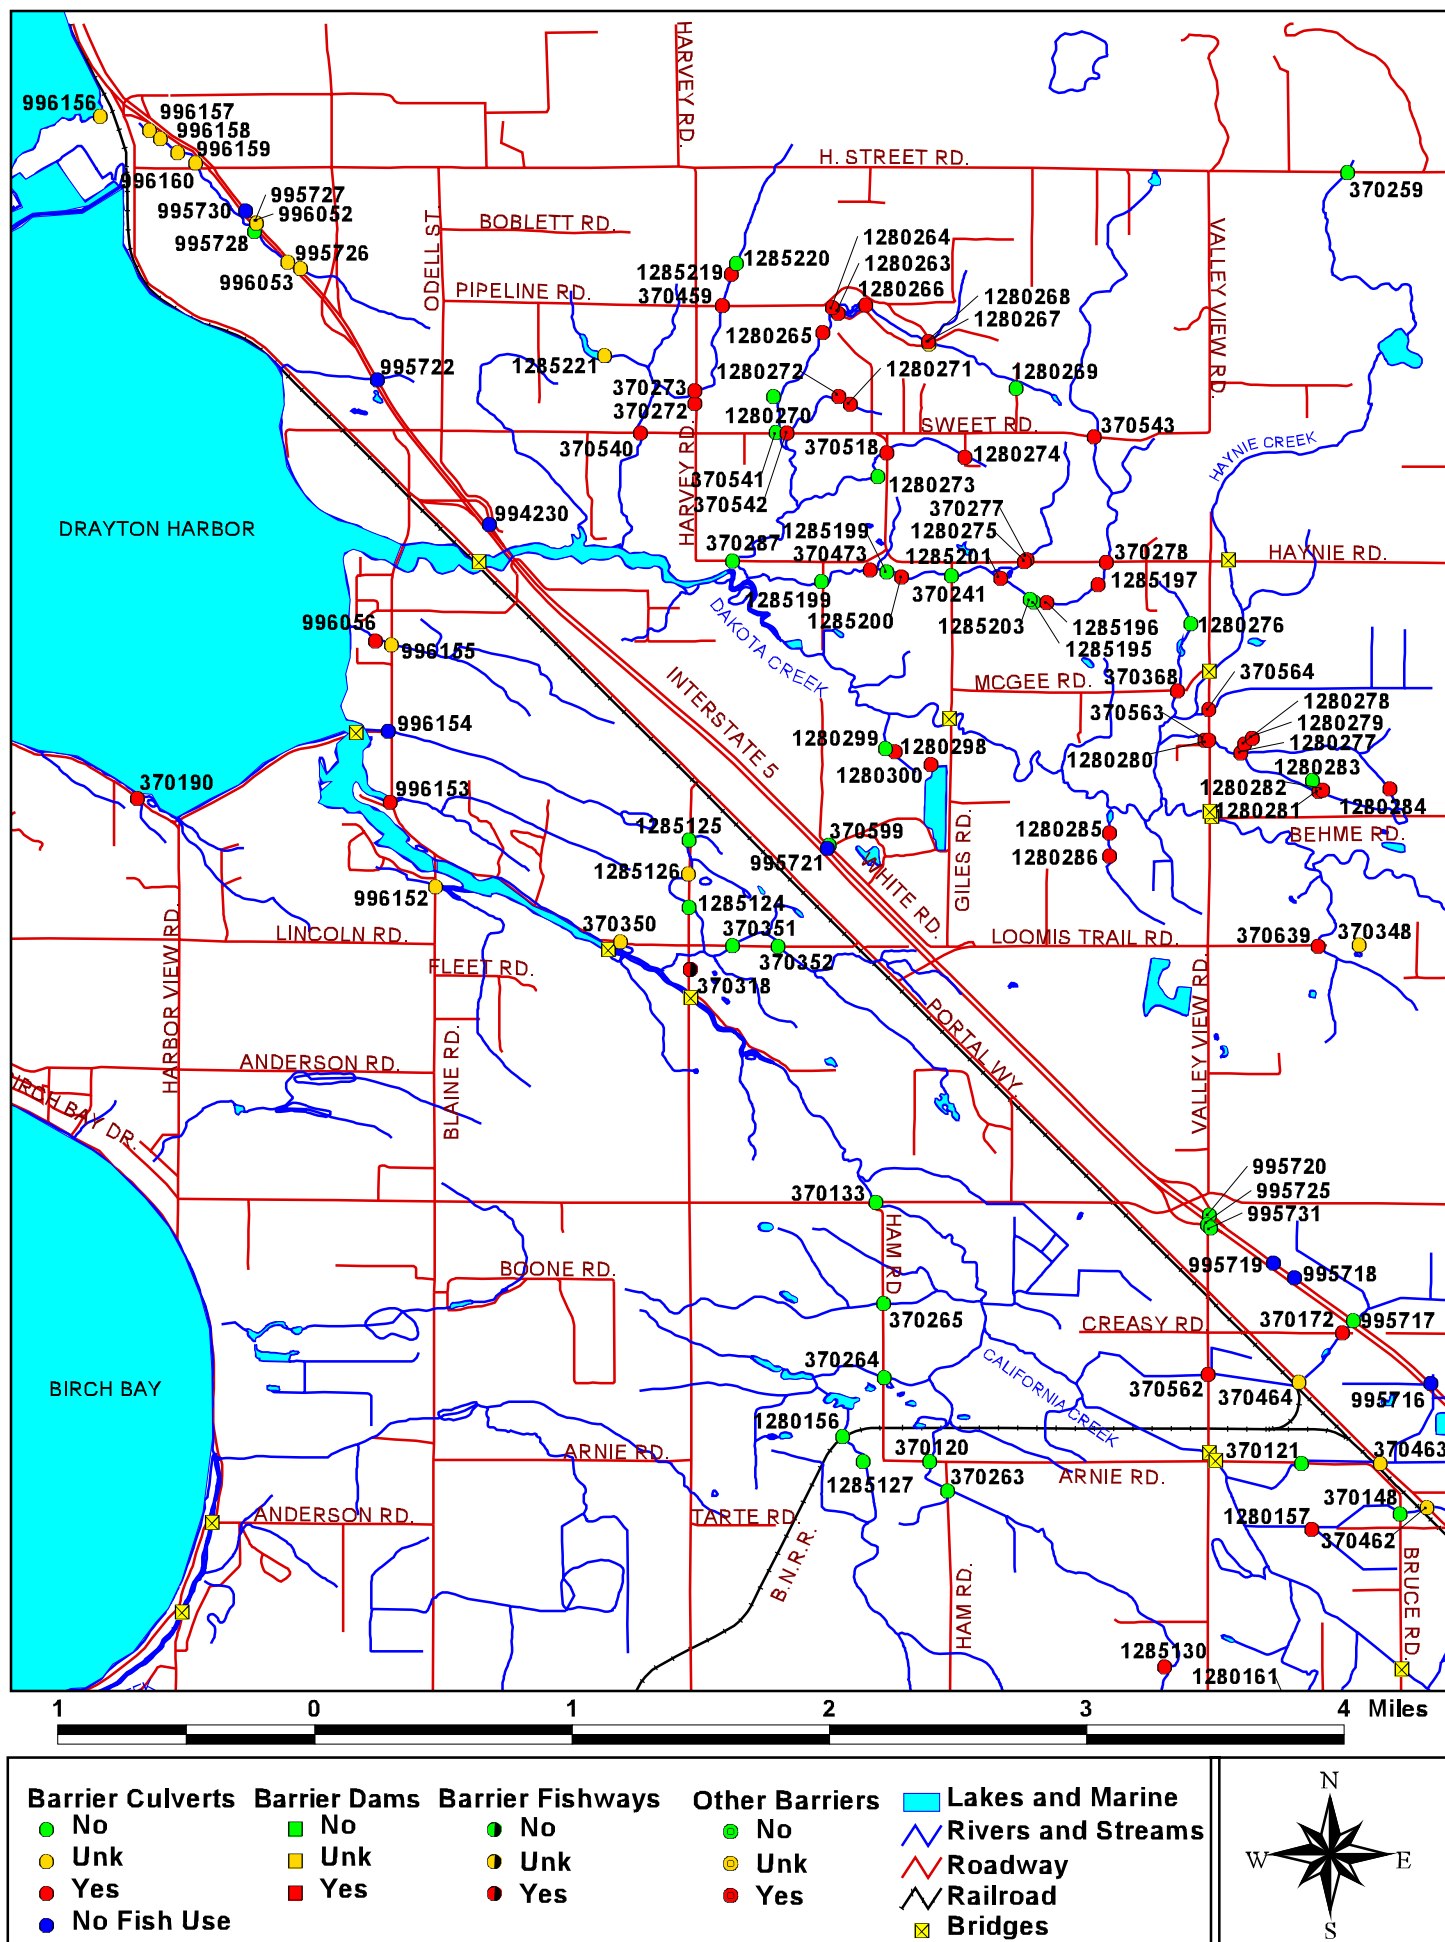 HARVEY RD.
996156
996157
996158
996159
996160
H. STREET RD.
370259
995727
995730
996052
995728
995726
996053
ODELL ST.
BOBLETT RD.
VALLEY VIEW RD.
1280264
1280263
1285220
1285219
1280266
370459
PIPELINE RD.
1280268
1280267
1280265
1285221
995722
1280272
1280271
1280269
370273
370272
1280270
370540
HARVEY RD.
370518
SWEET RD.
370543
1280274
HAYNIE CREEK
370541
370542
1280273
370277
994230
DRAYTON HARBOR
1285199
1280275
370287
370473
1285201
370278
HAYNIE RD.
1285197
1285199
370241
1285200
1285203
1285196
1285195
1280276
DAKOTA CREEK
996056
996155
INTERSTATE 5
MCGEE RD.
370368
370564
370563
1280278
1280279
1280277
1280280
996154
1280299
1280298
1280300
370190
996153
1280283
1280282
1280281
1280284
BEHME RD.
1285125
370599
995721
WHITE RD.
GILES RD.
1280285
1280286
1285126
996152
1285124
HARBOR VIEW RD.
LINCOLN RD.
370350
370351
370352
LOOMIS TRAIL RD.
370639
370348
FLEET RD.
370318
PORTAL WY.
VALLEY VIEW RD.
ANDERSON RD.
BLAINE RD.
BIRCH BAY DR.
995720
995725
995731
370133
HAM RD
BOONE RD.
995719
995718
370265
CREASY RD.
370172
995717
370264
CALIFORNIA CREEK
370562
370464
995716
BIRCH BAY
1280156
ARNIE RD.
370120
1285127
370263
ARNIE RD.
370121
370463
370148
1280157
370462
ANDERSON RD.
TARTE RD.
B.N.R.R.
HAM RD.
BRUCE RD.
1285130
1280161
1 0 1 2 3 4 Miles
Barrier Culverts
No
Unk
Yes
No Fish Use
Barrier Dams
No
Unk
Yes
Barrier Fishways
No
Unk
Yes
Other Barriers
No
Unk
Yes
Lakes and Marine
Rivers and Streams
Roadway
Railroad
Bridges
N
W
E
S